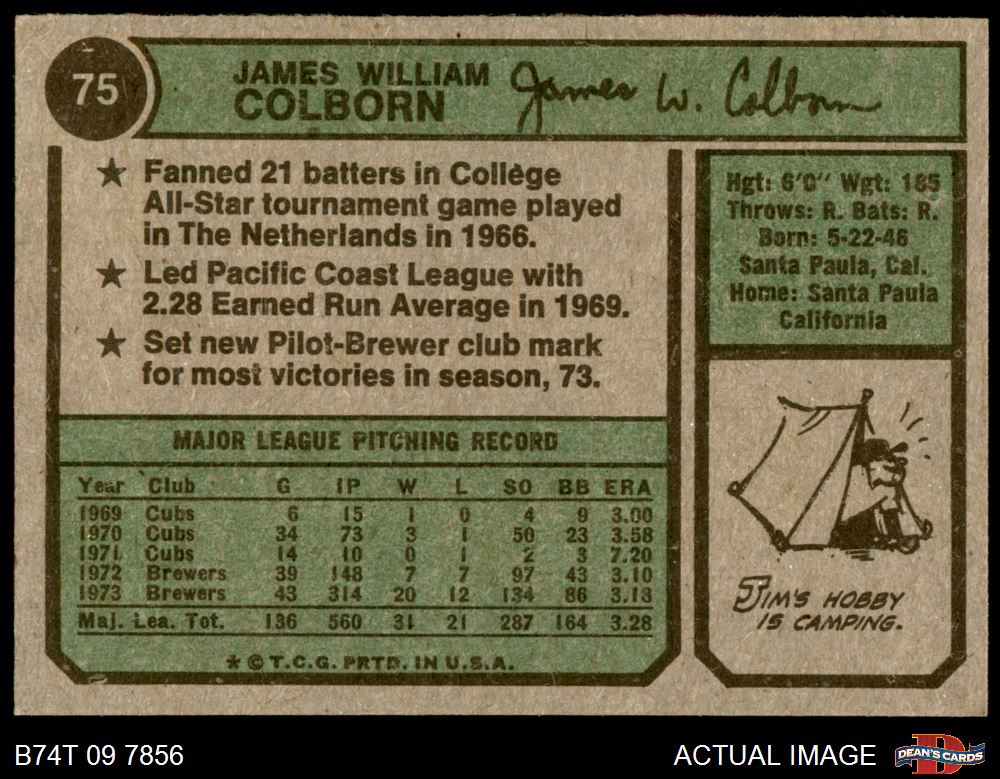 75
JAMES WILLIAM
COLBORN
James W. Colborn
★ Fanned 21 batters in College
All-Star tournament game played
in The Netherlands in 1966.
★ Led Pacific Coast League with
2.28 Earned Run Average in 1969.
★ Set new Pilot-Brewer club mark
for most victories in season, 73.
Hgt: 6'0" Wgt: 185
Throws: R. Bats: R.
Born: 5-22-46
Santa Paula, Cal.
Home: Santa Paula
California
MAJOR LEAGUE PITCHING RECORD
Year Club G IP W L SO BB ERA
1969 Cubs 6 15 1 0 4 9 3.00
1970 Cubs 34 73 3 1 50 23 3.58
1971 Cubs 14 10 0 1 2 3 7.20
1972 Brewers 39 148 7 7 97 43 3.10
1973 Brewers 43 314 20 12 134 86 3.18
Maj. Lea. Tot. 136 560 31 21 287 164 3.28
* © T.C.G. PRTD. IN U.S.A.
JIM'S HOBBY
IS CAMPING.
B74T 09 7856
ACTUAL IMAGE
DEAN'S CARDS